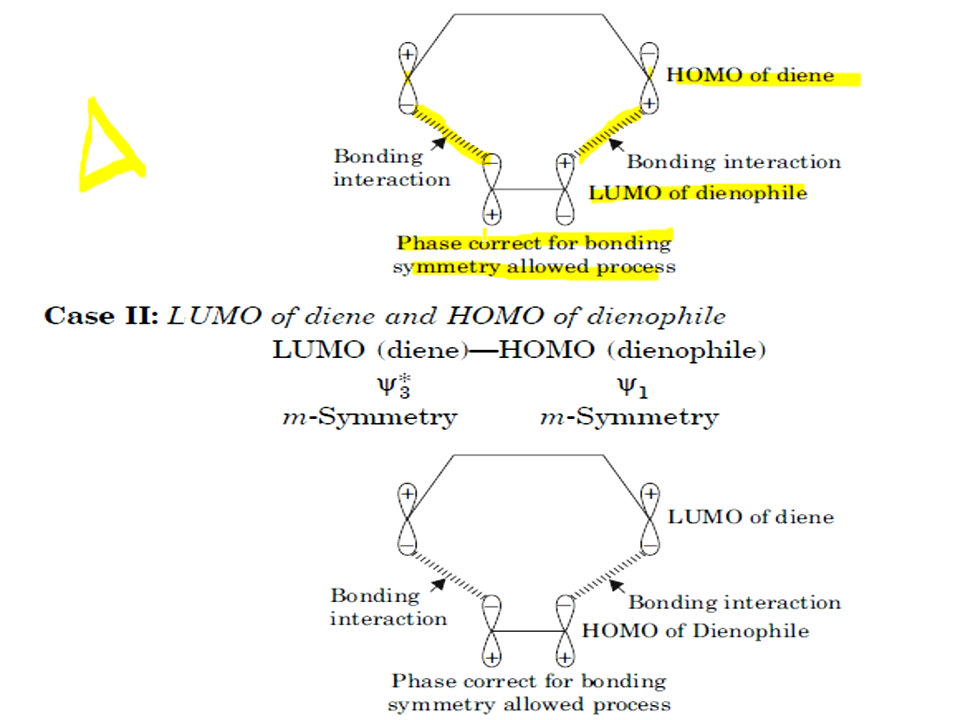 + −
HOMO of diene
− +
Bonding interaction
Bonding interaction
− +
LUMO of dienophile
+ −
Phase correct for bonding
symmetry allowed process
Case II: LUMO of diene and HOMO of dienophile
LUMO (diene)—HOMO (dienophile)
Ψ3* Ψ1
m-Symmetry m-Symmetry
+ +
LUMO of diene
− −
Bonding interaction
Bonding interaction
− −
HOMO of Dienophile
+ +
Phase correct for bonding
symmetry allowed process